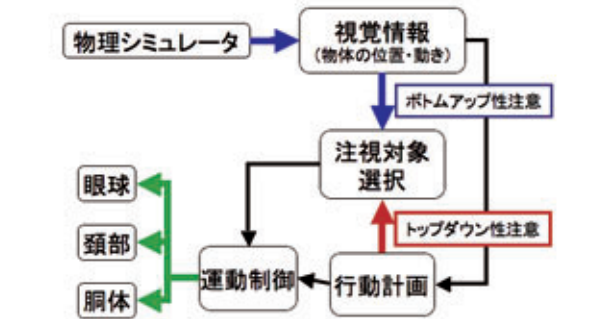 物理シミュレータ
視覚情報
(物体の位置・動き)
ボトムアップ性注意
注視対象
選択
眼球
トップダウン性注意
頚部
運動制御
行動計画
胴体